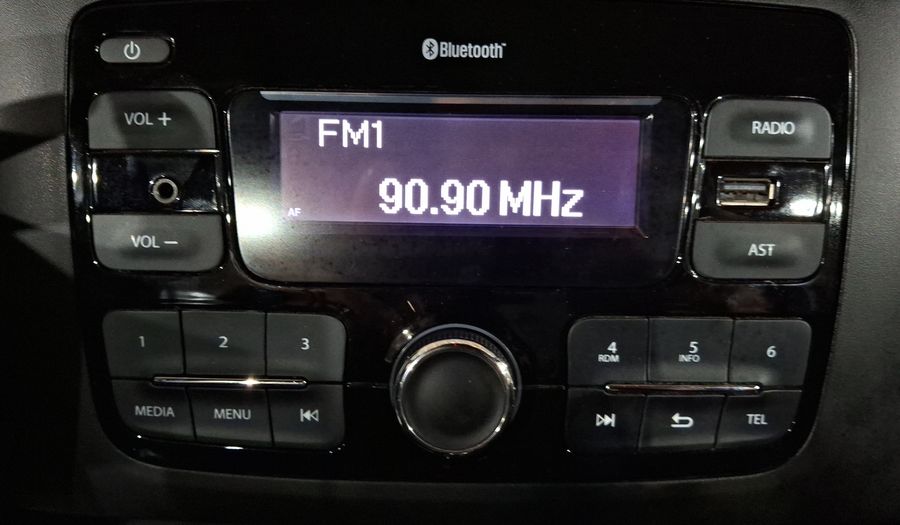 Bluetooth™
VOL +
FM1
RADIO
90.90 MHz
AF
VOL −
AST
1
2
3
4
RDM
5
INFO
6
MEDIA
MENU
TEL